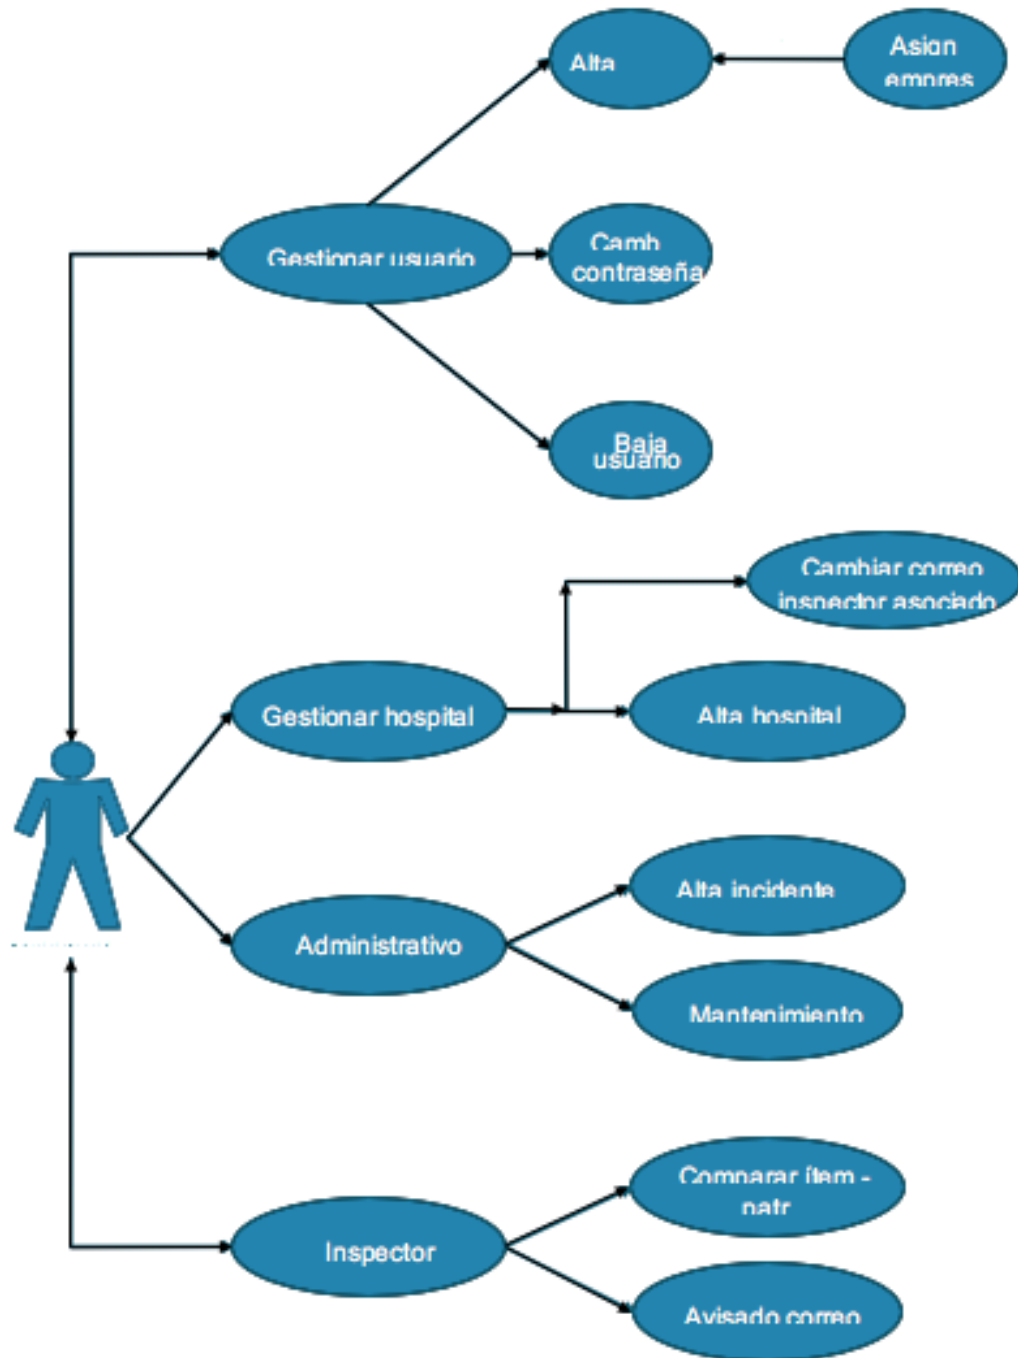 Alta
Asign
empres
Gestionar usuario
Camb
contraseña
Baja
usuario
Cambiar correo
inspector asociado
Gestionar hospital
Alta hospital
Alta incidente
Administrativo
Mantenimiento
Comparar ítem -
patr
Inspector
Avisado correo